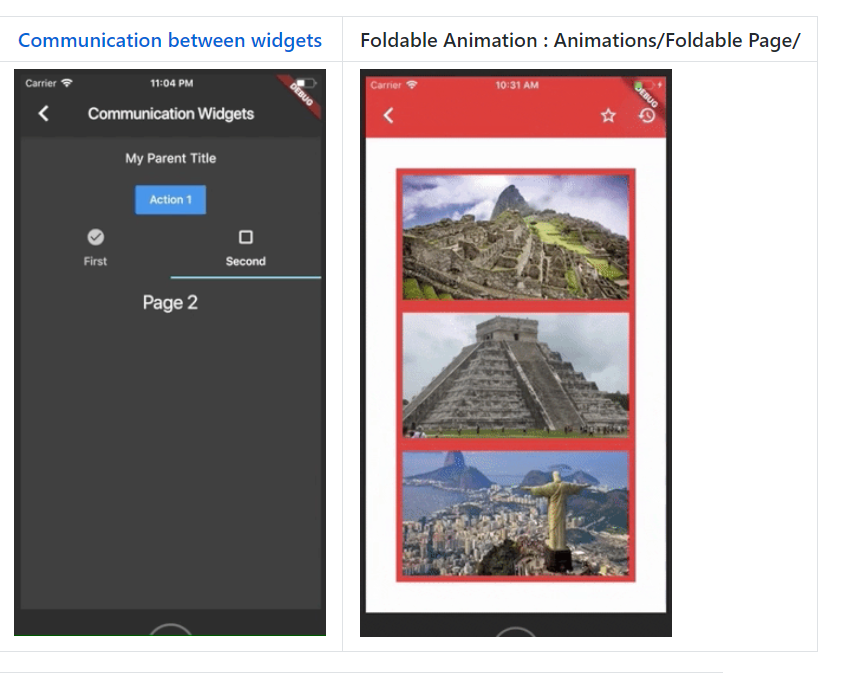 Communication between widgets
Foldable Animation : Animations/Foldable Page/
Carrier 11:04 PM
DEBUG
Communication Widgets
My Parent Title
Action 1
First Second
Page 2
Carrier 10:31 AM
DEBUG